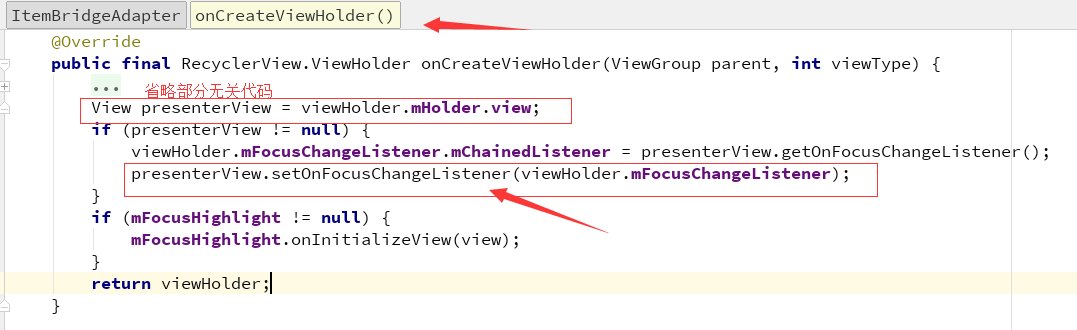 ItemBridgeAdapter onCreateViewHolder()
@Override
public final RecyclerView.ViewHolder onCreateViewHolder(ViewGroup parent, int viewType) {
... 省略部分无关代码
View presenterView = viewHolder.mHolder.view;
if (presenterView != null) {
viewHolder.mFocusChangeListener.mChainedListener = presenterView.getOnFocusChangeListener();
presenterView.setOnFocusChangeListener(viewHolder.mFocusChangeListener);
}
if (mFocusHighlight != null) {
mFocusHighlight.onInitializeView(view);
}
return viewHolder;
}